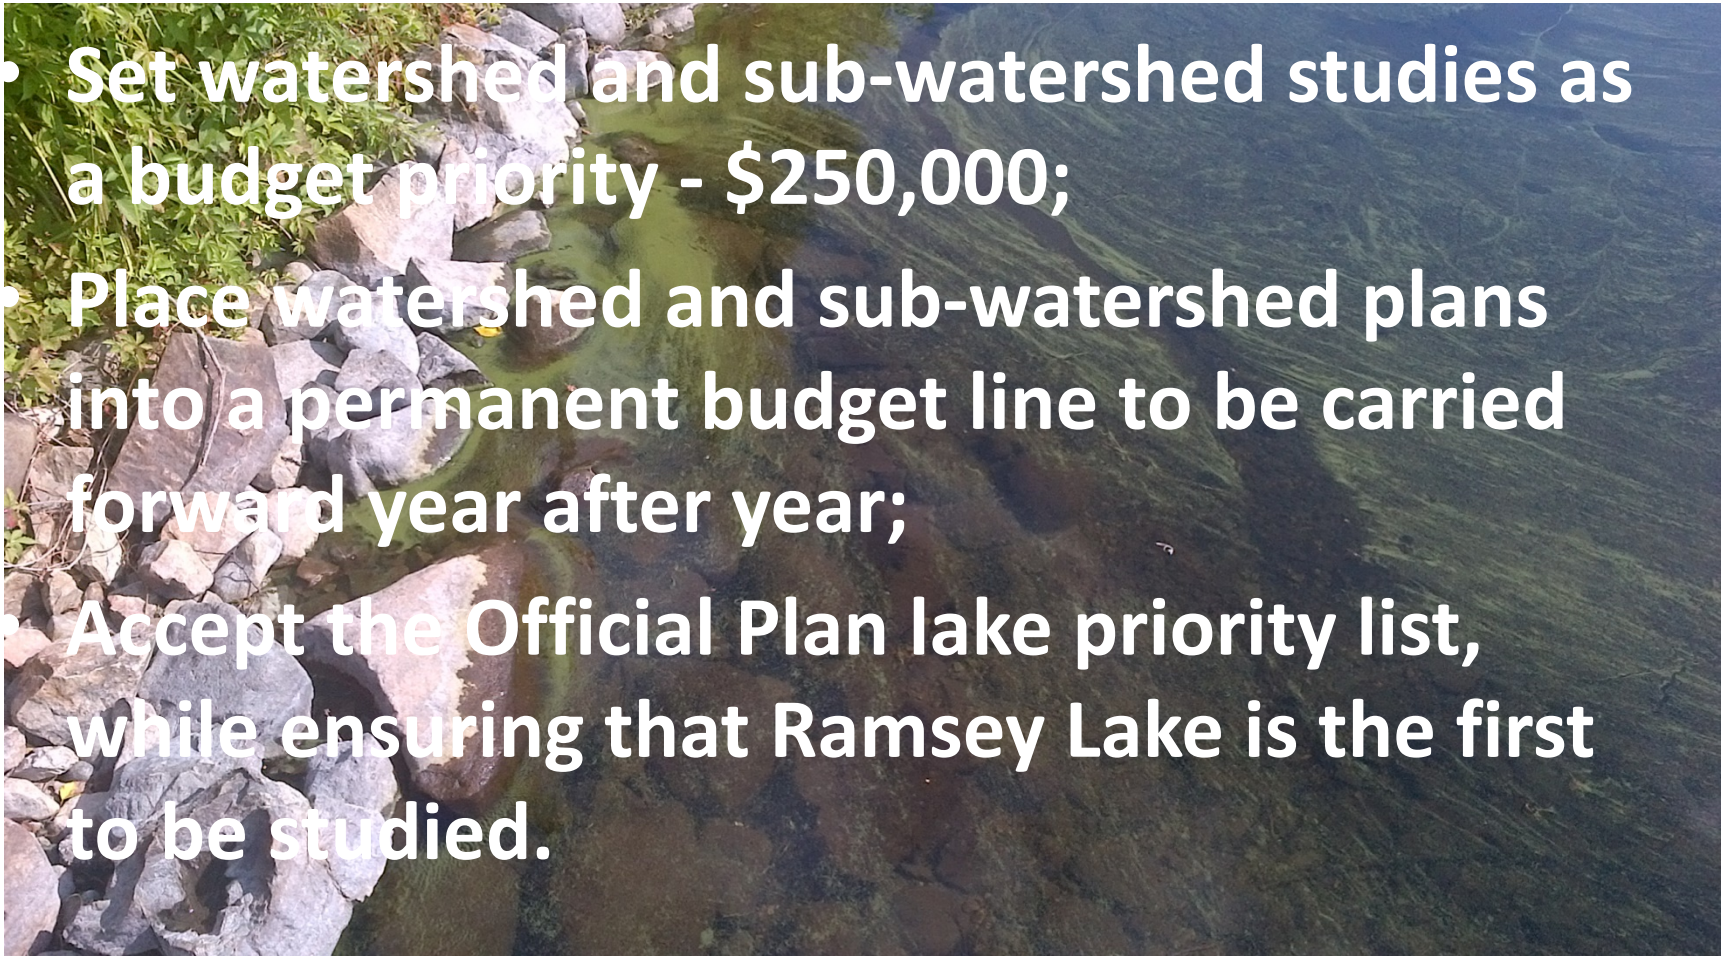 • Set watershed and sub-watershed studies as
a budget priority - $250,000;
• Place watershed and sub-watershed plans
into a permanent budget line to be carried
forward year after year;
• Accept the Official Plan lake priority list,
while ensuring that Ramsey Lake is the first
to be studied.